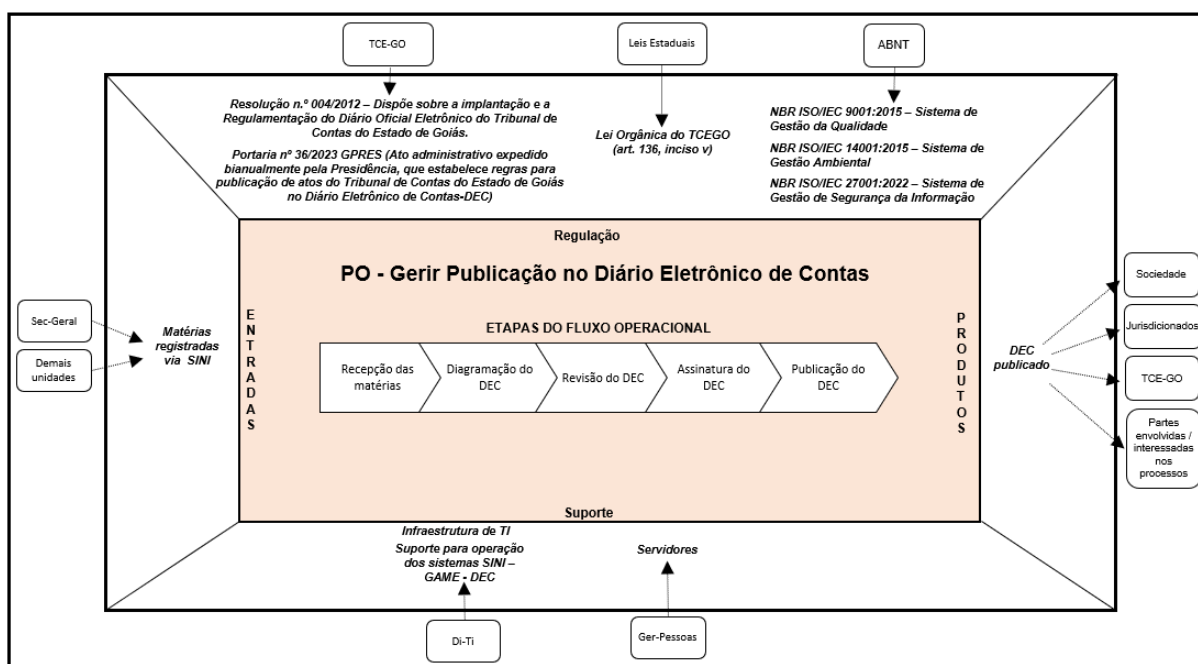 TCE-GO
Leis Estaduais
ABNT
Resolução n.º 004/2012 – Dispõe sobre a implantação e a
Regulamentação do Diário Oficial Eletrônico do Tribunal de
Contas do Estado de Goiás.
Portaria nº 36/2023 GPRES (Ato administrativo expedido
bianualmente pela Presidência, que estabelece regras para
publicação de atos do Tribunal de Contas do Estado de Goiás
no Diário Eletrônico de Contas-DEC)
Lei Orgânica do TCEGO
(art. 136, inciso v)
NBR ISO/IEC 9001:2015 – Sistema de
Gestão da Qualidade
NBR ISO/IEC 14001:2015 – Sistema de
Gestão Ambiental
NBR ISO/IEC 27001:2022 – Sistema de
Gestão de Segurança da Informação
Regulação
PO - Gerir Publicação no Diário Eletrônico de Contas
Sec-Geral
Demais
unidades
Matérias
registradas
via SINI
ENTRADAS
ETAPAS DO FLUXO OPERACIONAL
Recepção das
matérias
Diagramação do
DEC
Revisão do DEC
Assinatura do
DEC
Publicação do
DEC
PRODUTOS
DEC
publicado
Sociedade
Jurisdicionados
TCE-GO
Partes
envolvidas /
interessadas
nos
processos
Suporte
Infraestrutura de TI
Suporte para operação
dos sistemas SINI –
GAME - DEC
Servidores
Di-Ti
Ger-Pessoas